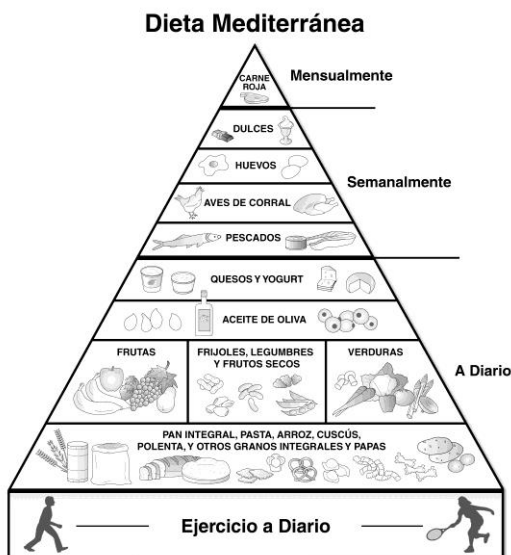 Dieta Mediterránea
CARNE
ROJA
Mensualmente
DULCES
HUEVOS
Semanalmente
AVES DE CORRAL
PESCADOS
QUESOS Y YOGURT
ACEITE DE OLIVA
FRUTAS
FRIJOLES, LEGUMBRES
Y FRUTOS SECOS
VERDURAS
A Diario
PAN INTEGRAL, PASTA, ARROZ, CUSCÚS,
POLENTA, Y OTROS GRANOS INTEGRALES Y PAPAS
Ejercicio a Diario